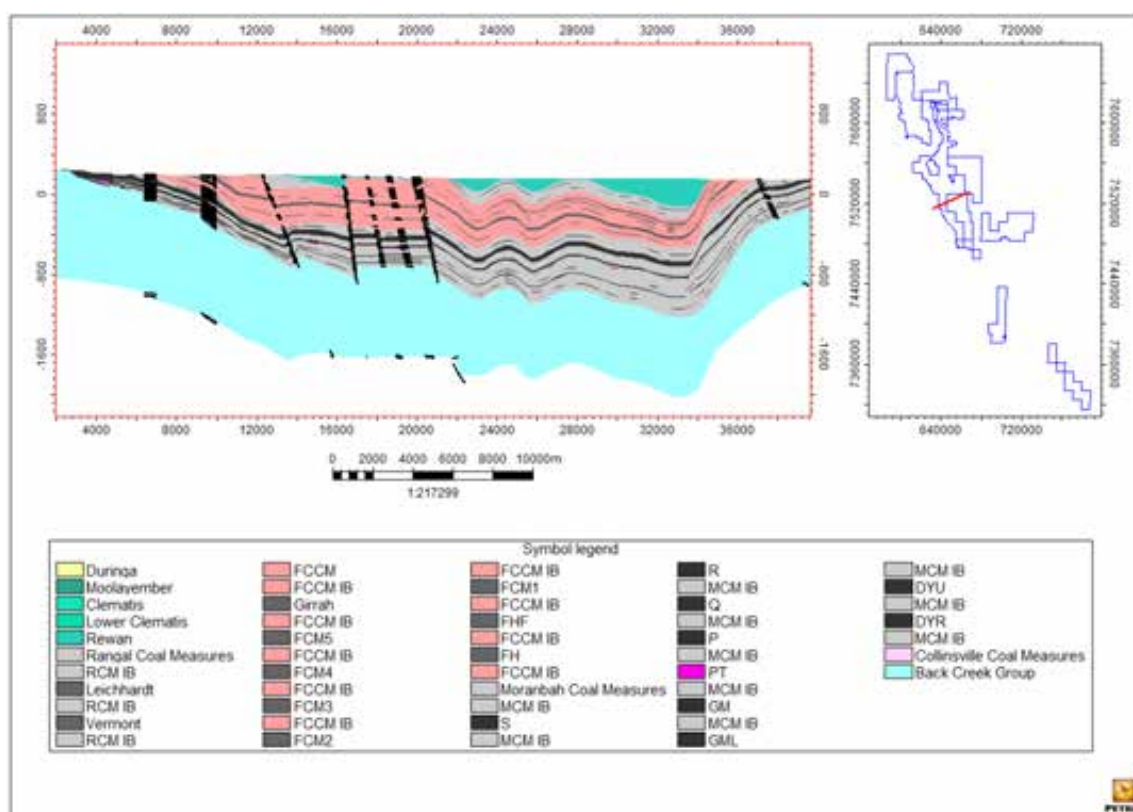 4000 8000 12000 16000 20000 24000 28000 32000 36000
640000 720000
800 0 -800 -1600
800 0 -800 -1600
7600000 7520000 7440000 7360000
7600000 7520000 7440000 7360000
4000 8000 12000 16000 20000 24000 28000 32000 36000
640000 720000
0 2000 4000 6000 8000 10000m
1:217299
Symbol legend
Duringa
Moolayember
Clematis
Lower Clematis
Rewan
Rangal Coal Measures
RCM IB
Leichhardt
RCM IB
Vermont
RCM IB
FCCM
FCCM IB
Girrah
FCCM IB
FCM5
FCCM IB
FCM4
FCCM IB
FCM3
FCCM IB
FCM2
FCCM IB
FCM1
FCCM IB
FHF
FCCM IB
FH
FCCM IB
Moranbah Coal Measures
MCM IB
S
MCM IB
R
MCM IB
Q
MCM IB
P
MCM IB
PT
MCM IB
GM
MCM IB
GML
MCM IB
DYU
MCM IB
DYR
MCM IB
Collinsville Coal Measures
Back Creek Group